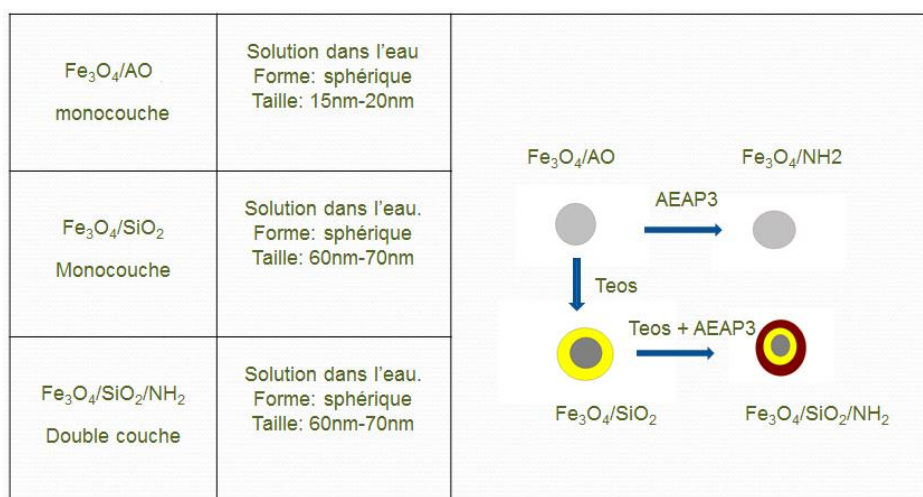 Fe₃O₄/AO
monocouche
Solution dans l'eau
Forme: sphérique
Taille: 15nm-20nm
Fe₃O₄/SiO₂
Monocouche
Solution dans l'eau.
Forme: sphérique
Taille: 60nm-70nm
Fe₃O₄/SiO₂/NH₂
Double couche
Solution dans l'eau.
Forme: sphérique
Taille: 60nm-70nm
Fe₃O₄/AO
Fe₃O₄/NH2
AEAP3
Teos
Teos + AEAP3
Fe₃O₄/SiO₂
Fe₃O₄/SiO₂/NH₂